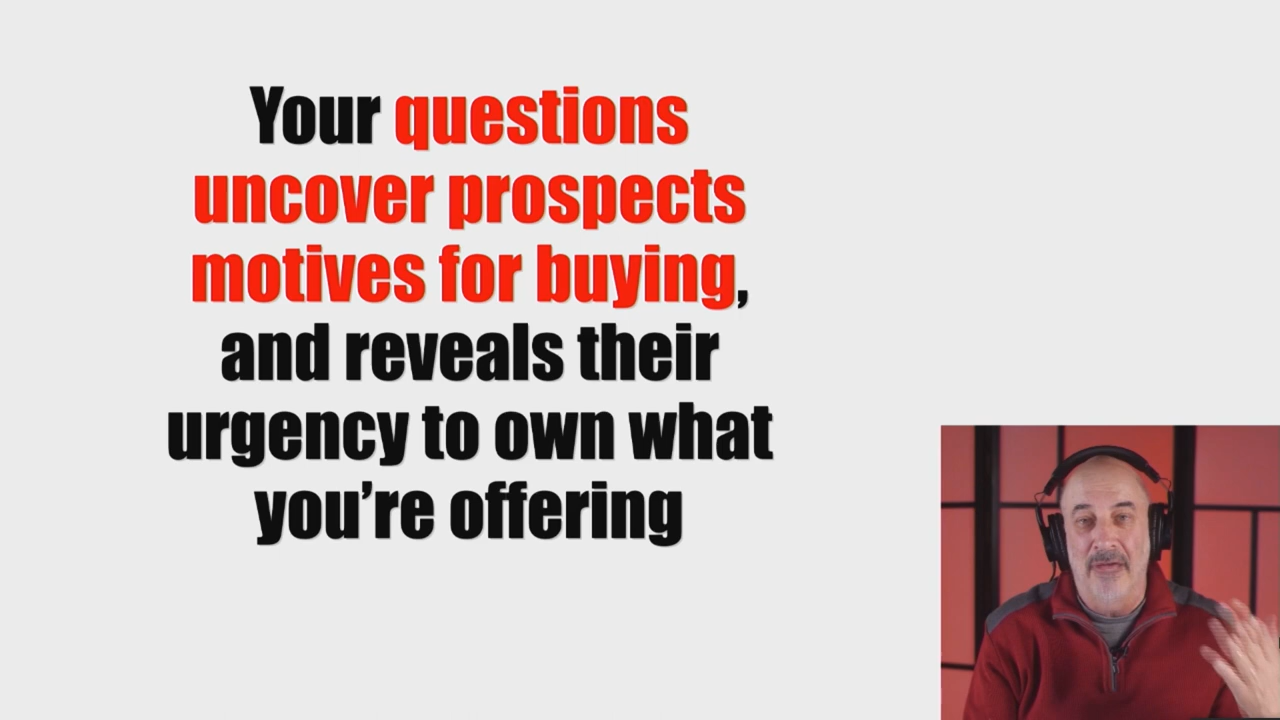 Your questions
uncover prospects
motives for buying,
and reveals their
urgency to own what
you’re offering